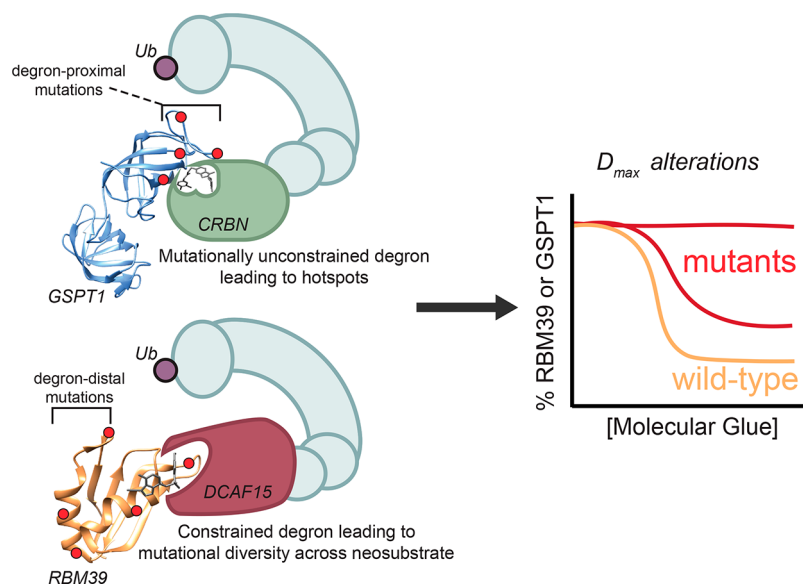 Ub
degron-proximal
mutations
CRBN
Mutationally unconstrained degron
leading to hotspots
GSPT1
Ub
degron-distal
mutations
DCAF15
Constrained degron leading to
mutational diversity across neosubstrate
RBM39
Dmax alterations
% RBM39 or GSPT1
mutants
wild-type
[Molecular Glue]